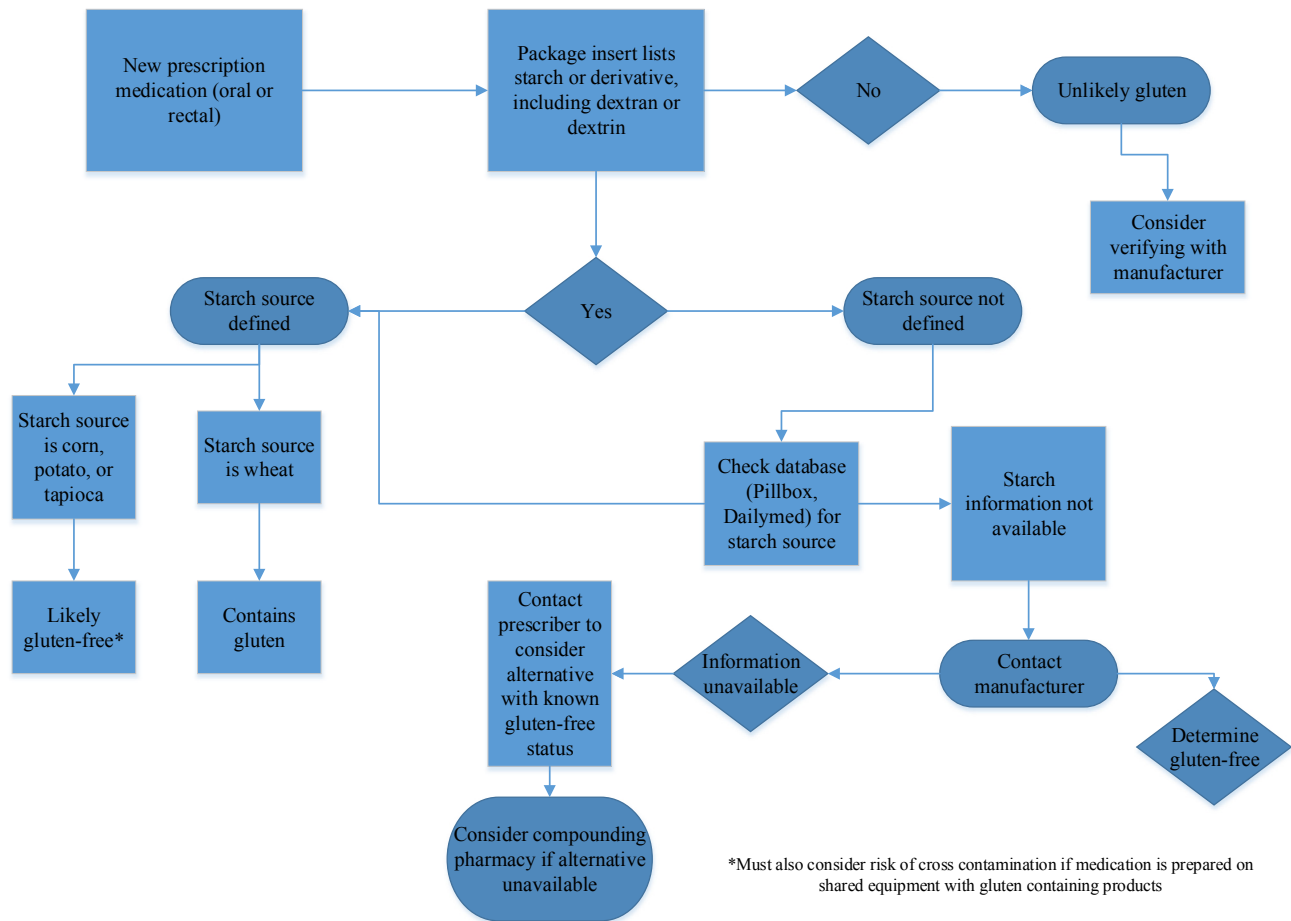 New prescription
medication (oral or
rectal)
Package insert lists
starch or derivative,
including dextran or
dextrin
No
Unlikely gluten
Consider
verifying with
manufacturer
Starch source
defined
Yes
Starch source not
defined
Starch source
is corn,
potato, or
tapioca
Starch source
is wheat
Check database
(Pillbox,
Dailymed) for
starch source
Starch
information not
available
Likely
gluten-free*
Contains
gluten
Contact
prescriber to
consider
alternative
with known
gluten-free
status
Information
unavailable
Contact
manufacturer
Determine
gluten-free
Consider compounding
pharmacy if alternative
unavailable
*Must also consider risk of cross contamination if medication is prepared on
shared equipment with gluten containing products